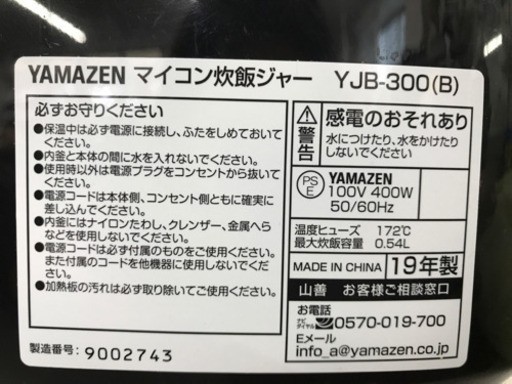 YAMAZEN マイコン炊飯ジャー YJB-300(B)
必ずお守りください
●保温中は必ず電源に接続し、ふたをしめておいて
ください。
●内釜と本体の間に水を入れないでください。
●使用時以外は電源プラグをコンセントから抜いて
ください。
●電源コードは本体側、コンセント側ともに確実に
差し込んでください。
●内釜にはナイロンたわし、クレンザー、金属へら
などを使用しないでください。
●電源コードは必ず付属のものをご使用ください。
また付属のコードを他機器に使用しないでくだ
さい。
●加熱板の汚れは必ず取り除いてご使用ください。
製造番号: 9002743
警告
感電のおそれあり
水につけたり、水をかけたり
しないでください
PS
E
YAMAZEN
100V 400W
50/60Hz
温度ヒューズ 172℃
最大炊飯容量 0.54L
MADE IN CHINA 19年製
山善 お客様ご相談窓口
お電話
ナビダイヤル 0570-019-700
Eメール
info_a@yamazen.co.jp